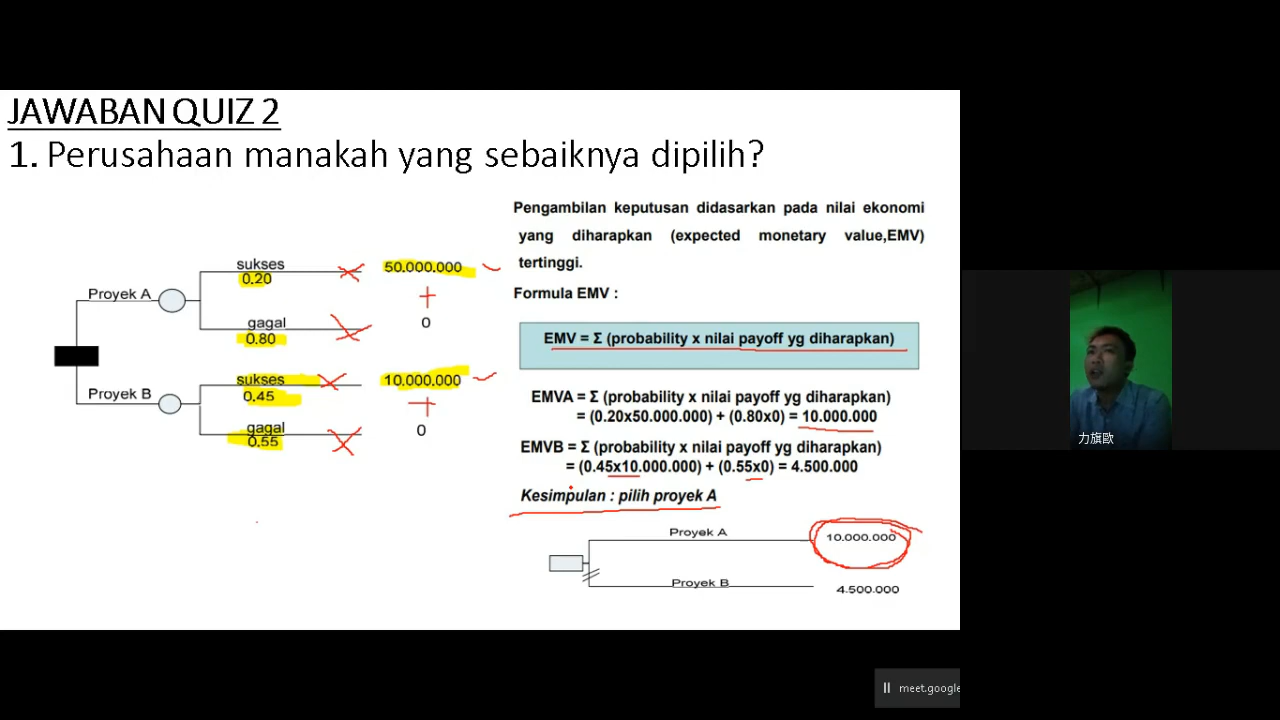 JAWABAN QUIZ 2
1. Perusahaan manakah yang sebaiknya dipilih?
sukses
0.20
50.000.000
Proyek A
gagal
0.80
0
sukses
0.45
10.000.000
Proyek B
gagal
0.55
0
Pengambilan keputusan didasarkan pada nilai ekonomi
yang diharapkan (expected monetary value,EMV)
tertinggi.
Formula EMV :
EMV = Σ (probability x nilai payoff yg diharapkan)
EMVA = Σ (probability x nilai payoff yg diharapkan)
= (0.20x50.000.000) + (0.80x0) = 10.000.000
EMVB = Σ (probability x nilai payoff yg diharapkan)
= (0.45x10.000.000) + (0.55x0) = 4.500.000
Kesimpulan : pilih proyek A
Proyek A
10.000.000
Proyek B
4.500.000
力旗歐
meet.google